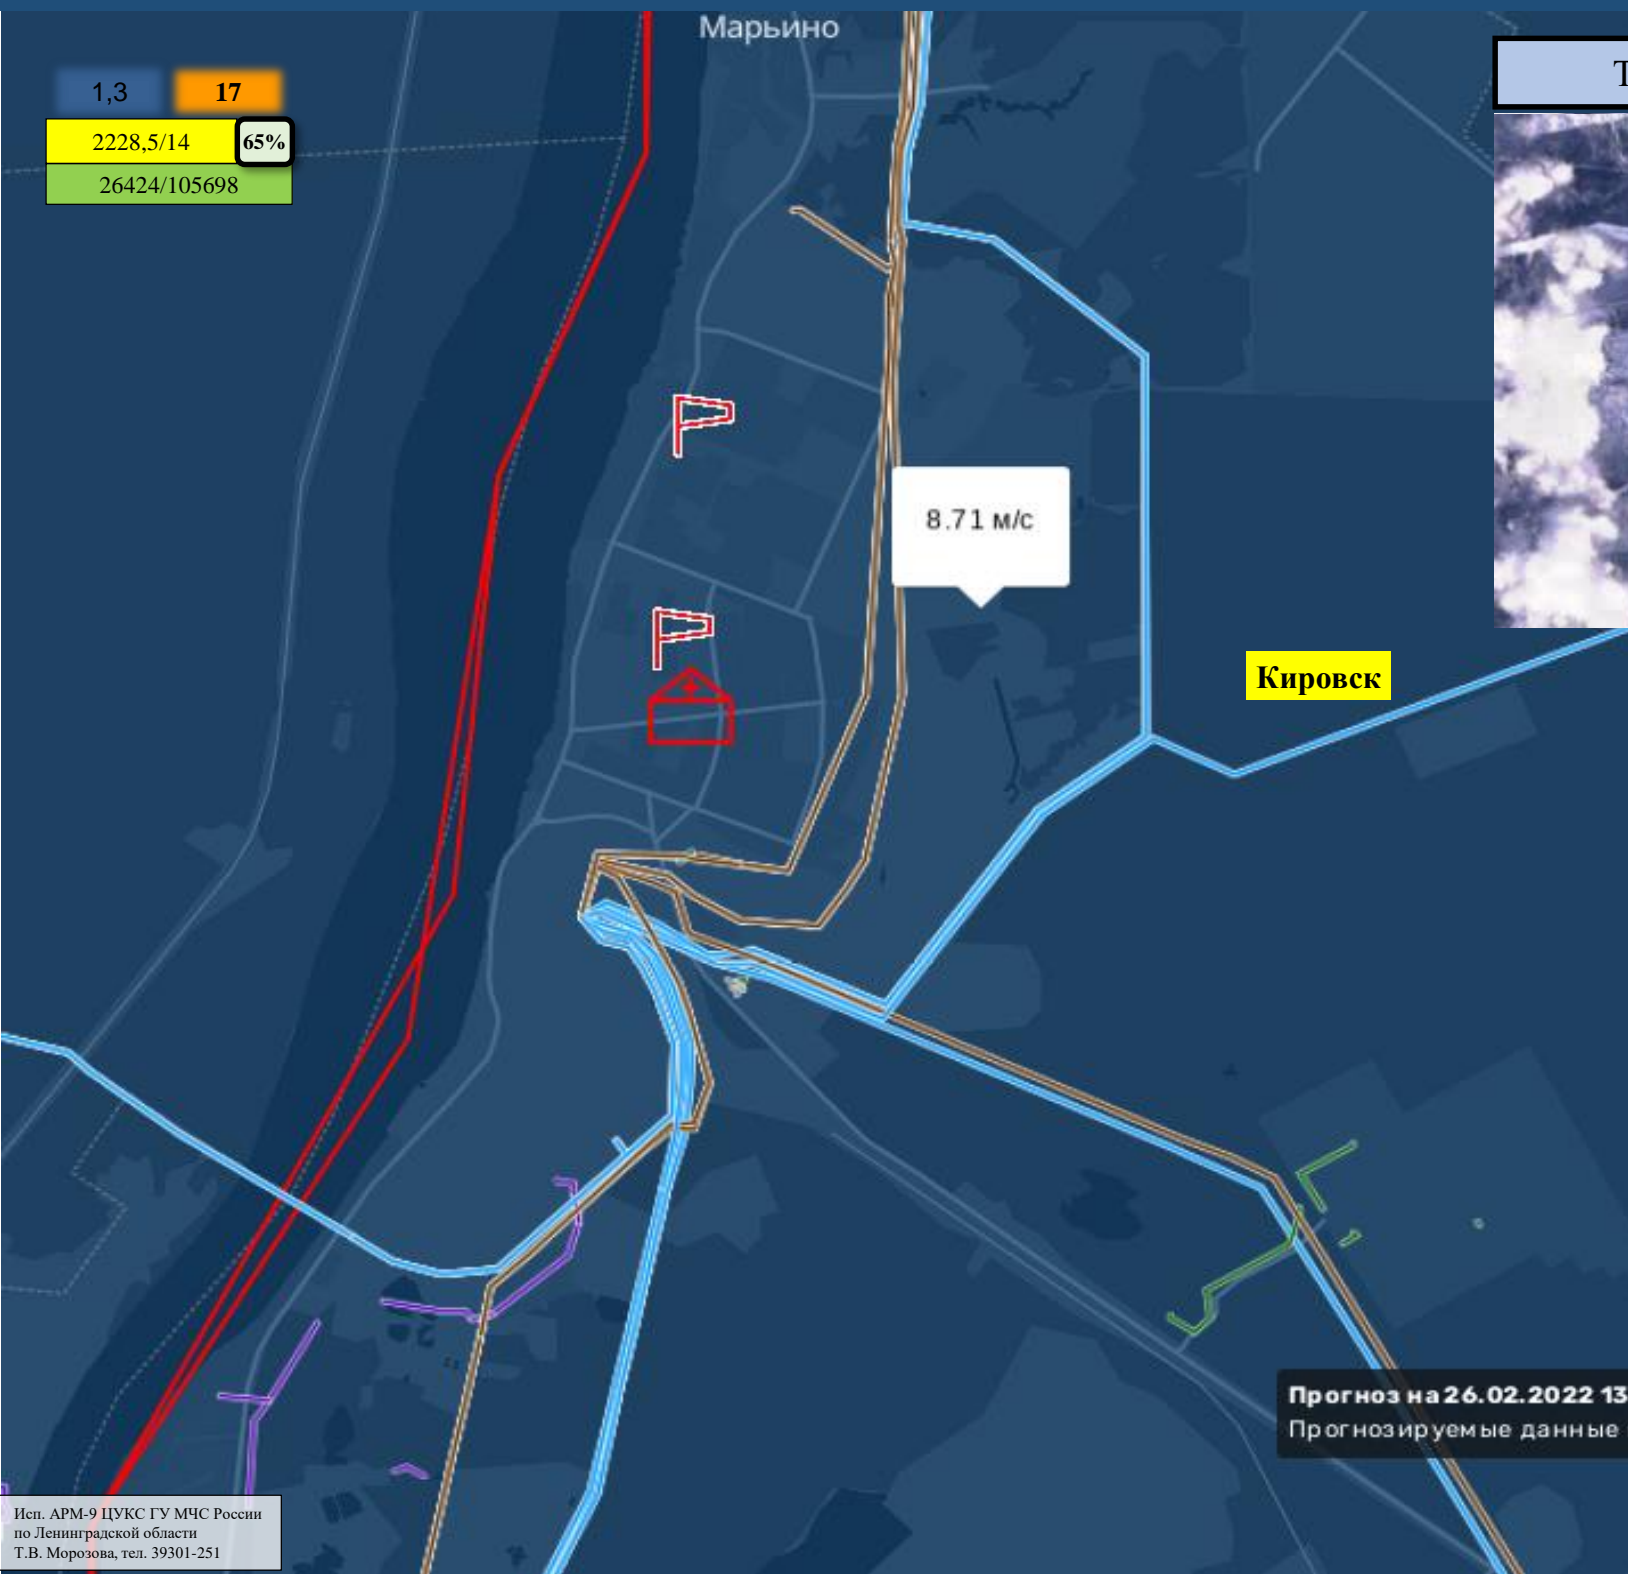 Марьино
1,3
17
2228,5/14
65%
26424/105698
Т
8.71 м/с
Кировск
Прогноз на 26.02.2022 13
Прогнозируемые данные
Исп. АРМ-9 ЦУКС ГУ МЧС России
по Ленинградской области
Т.В. Морозова, тел. 39301-251